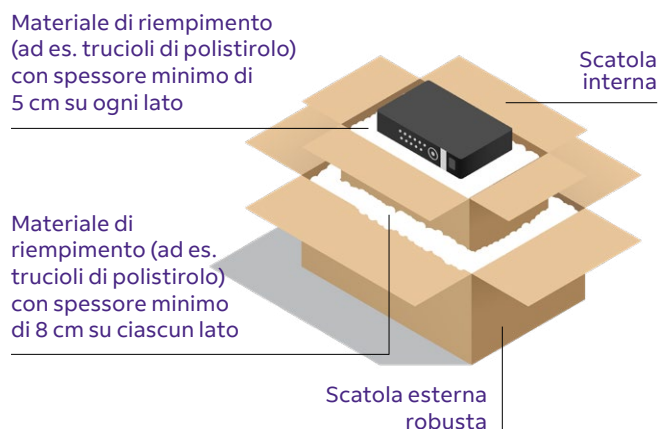 Materiale di riempimento
(ad es. trucioli di polistirolo)
con spessore minimo di
5 cm su ogni lato
Scatola
interna
Materiale di
riempimento (ad es.
trucioli di polistirolo)
con spessore minimo
di 8 cm su ciascun lato
Scatola esterna
robusta